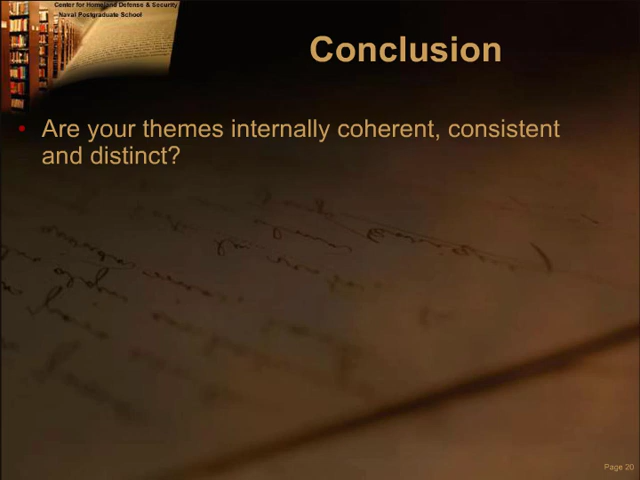 Center for Homeland Defense & Security
Naval Postgraduate School
Conclusion
• Are your themes internally coherent, consistent
and distinct?
Page 20